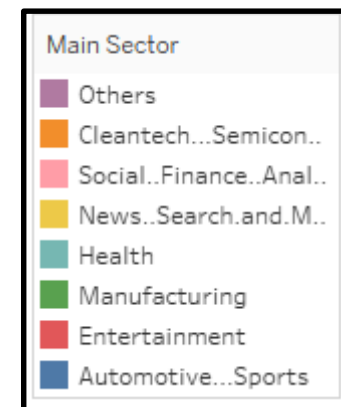 Main Sector
Others
Cleantech...Semicon..
Social..Finance..Anal..
News..Search.and.M..
Health
Manufacturing
Entertainment
Automotive...Sports